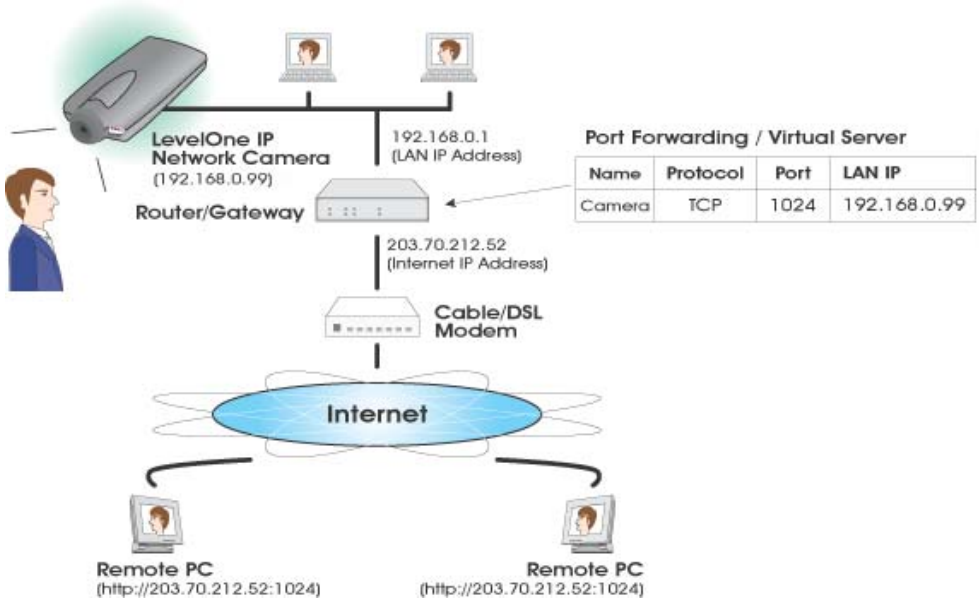 LevelOne IP
Network Camera
(192.168.0.99)
192.168.0.1
(LAN IP Address)
Router/Gateway
Port Forwarding / Virtual Server
Name Protocol Port LAN IP
Camera TCP 1024 192.168.0.99
203.70.212.52
(Internet IP Address)
Cable/DSL
Modem
Internet
Remote PC
(http://203.70.212.52:1024)
Remote PC
(http://203.70.212.52:1024)